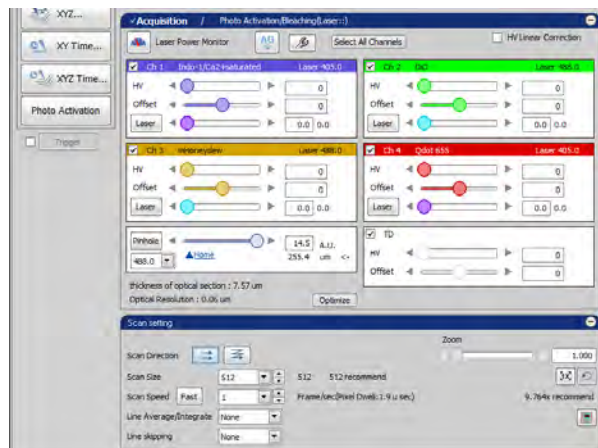 XYZ...
XY Time...
XYZ Time...
Photo Activation
Trigger
Acquisition / Photo Activation/Bleaching(Laser::)
Laser Power Monitor
Select All Channels
HV Linear Correction
Ch 1 Indo-1/Ca2+saturated Laser 405.0
HV 0
Offset 0
Laser 0.0 0.0
Ch 2 DiO Laser 488.0
HV 0
Offset 0
Laser 0.0 0.0
Ch 3 mHoneydew Laser 488.0
HV 0
Offset 0
Laser 0.0 0.0
Ch 4 Qdot 655 Laser 405.0
HV 0
Offset 0
Laser 0.0 0.0
Pinhole 14.5 A.U.
488.0 Home 255.4 um <-
TD
HV 0
Offset 0
thickness of optical section : 7.57 um
Optical Resolution : 0.06 um
Optimize
Scan setting
Zoom
Scan Direction 1.000
Scan Size 512 512 512 recommend
Scan Speed Fast 1 Frame/sec(Pixel Dwell:1.9 u sec) 9.764x recommend
Line Average/Integrate None
Line skipping None